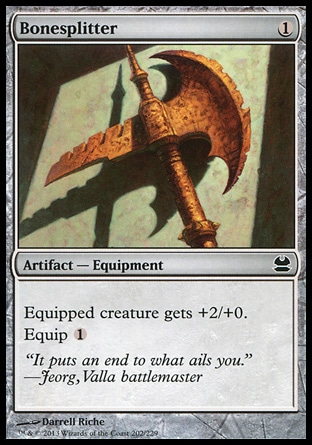 Bonesplitter 1
Artifact — Equipment
Equipped creature gets +2/+0.
Equip 1
"It puts an end to what ails you."
—Jeorg, Valla battlemaster
Darrell Riche
™ & © 2013 Wizards of the Coast 202/229